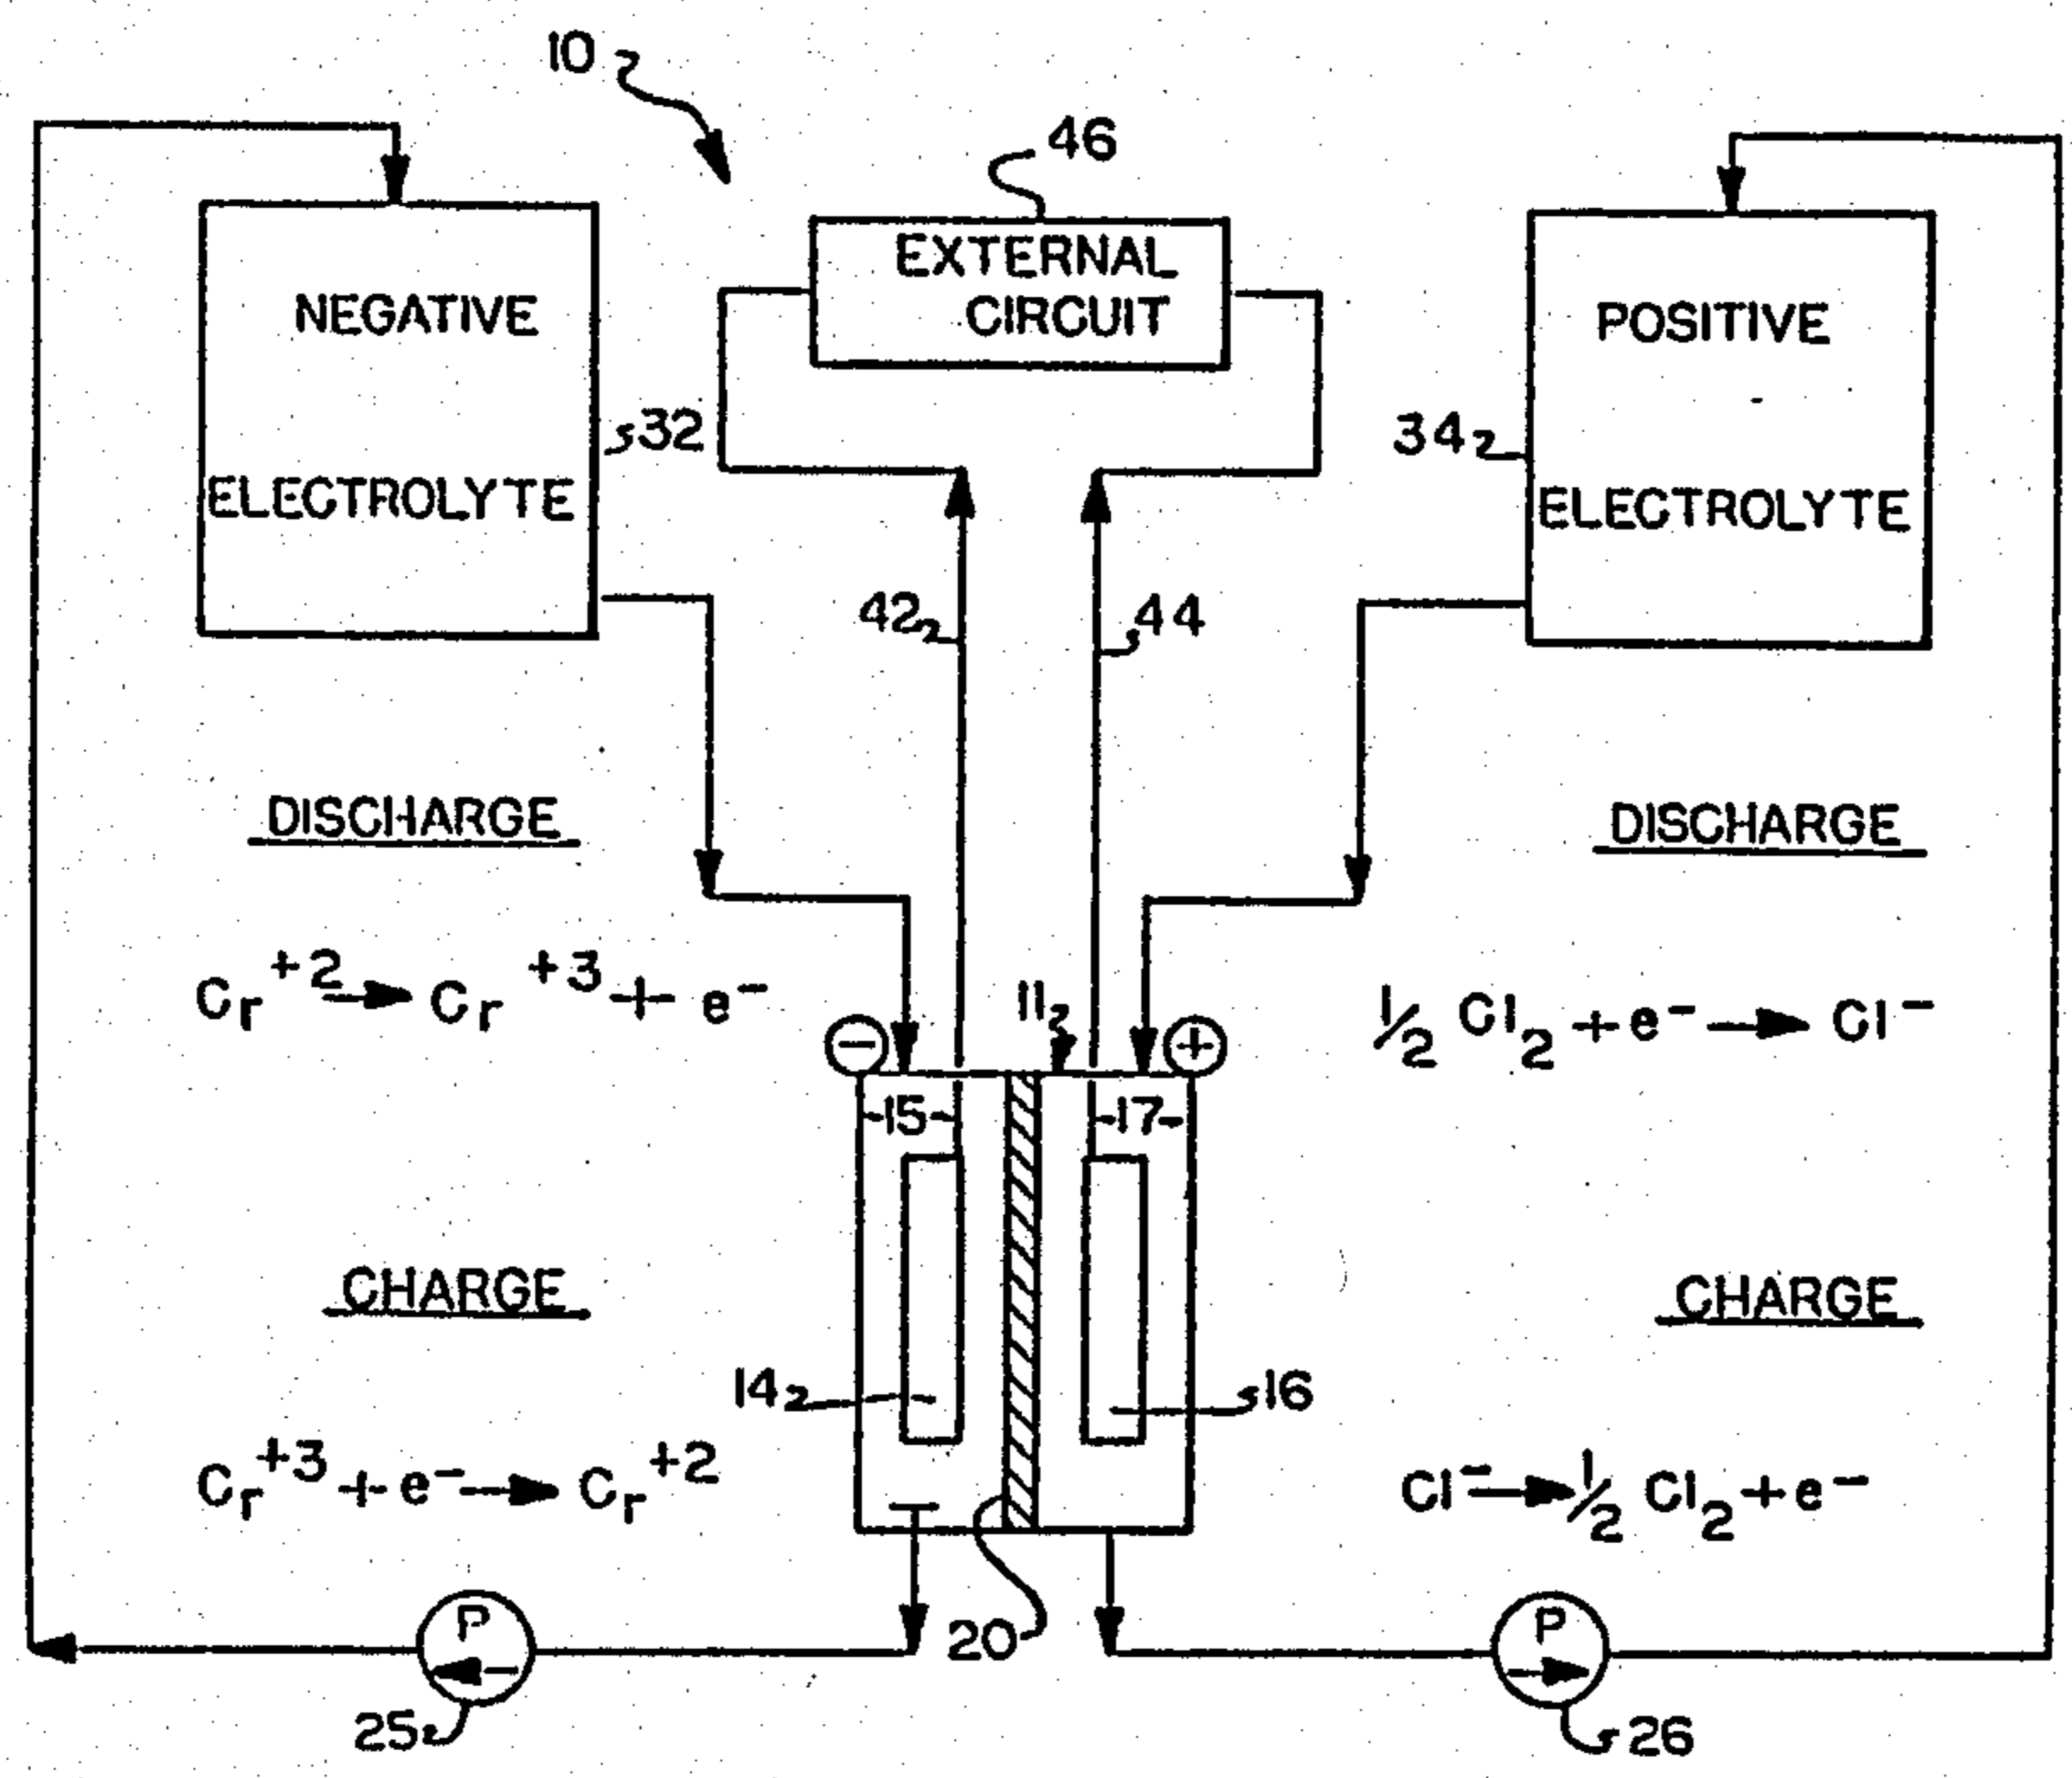 10
46
EXTERNAL
CIRCUIT
NEGATIVE
ELECTROLYTE
32
POSITIVE
ELECTROLYTE
34
42
44
DISCHARGE
Cr +2 → Cr +3 + e−
DISCHARGE
½ Cl2 + e− → Cl−
11
−
+
15
17
CHARGE
Cr +3 + e− → Cr +2
CHARGE
Cl− → ½ Cl2 + e−
14
16
20
P
25
P
26